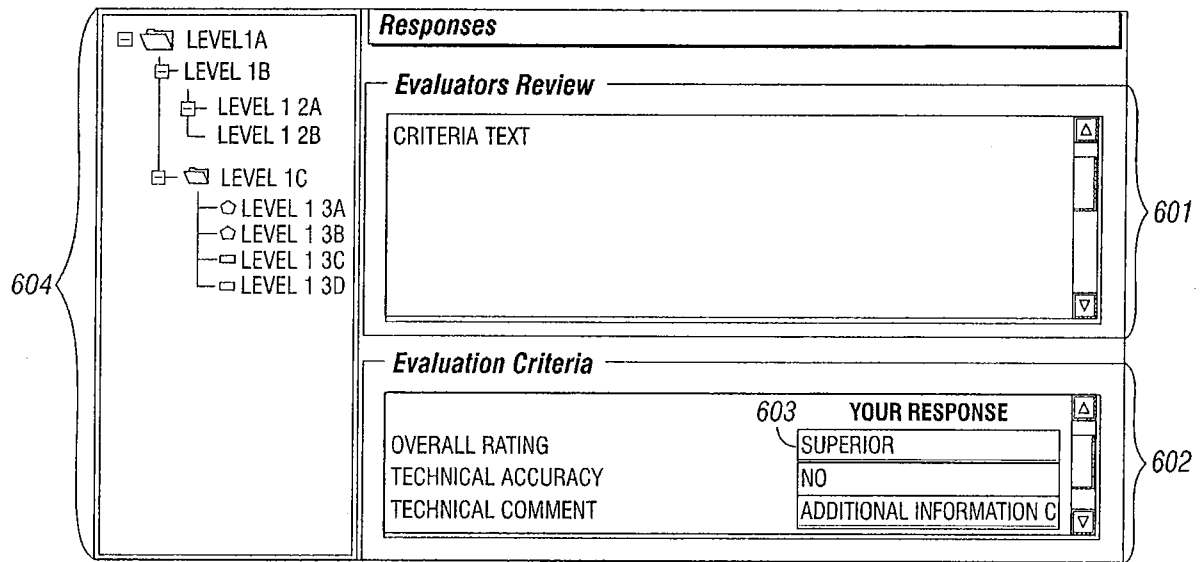 LEVEL1A
LEVEL 1B
LEVEL 1 2A
LEVEL 1 2B
LEVEL 1C
LEVEL 1 3A
LEVEL 1 3B
LEVEL 1 3C
LEVEL 1 3D
604
Responses
Evaluators Review
CRITERIA TEXT
601
Evaluation Criteria
603 YOUR RESPONSE
OVERALL RATING SUPERIOR
TECHNICAL ACCURACY NO
TECHNICAL COMMENT ADDITIONAL INFORMATION C
602